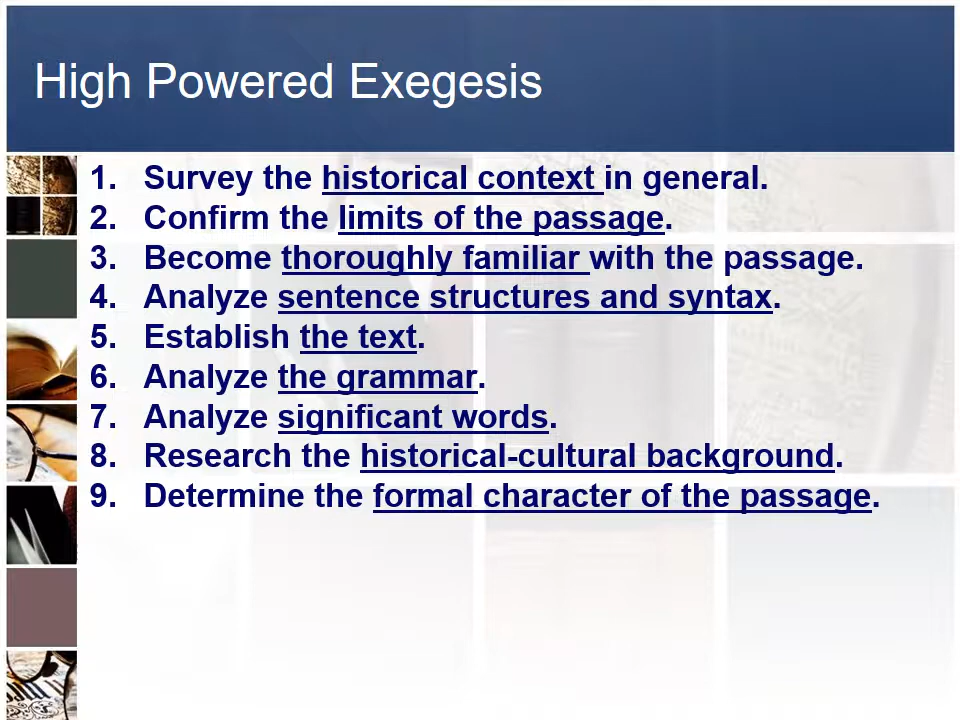 High Powered Exegesis
1. Survey the historical context in general.
2. Confirm the limits of the passage.
3. Become thoroughly familiar with the passage.
4. Analyze sentence structures and syntax.
5. Establish the text.
6. Analyze the grammar.
7. Analyze significant words.
8. Research the historical-cultural background.
9. Determine the formal character of the passage.